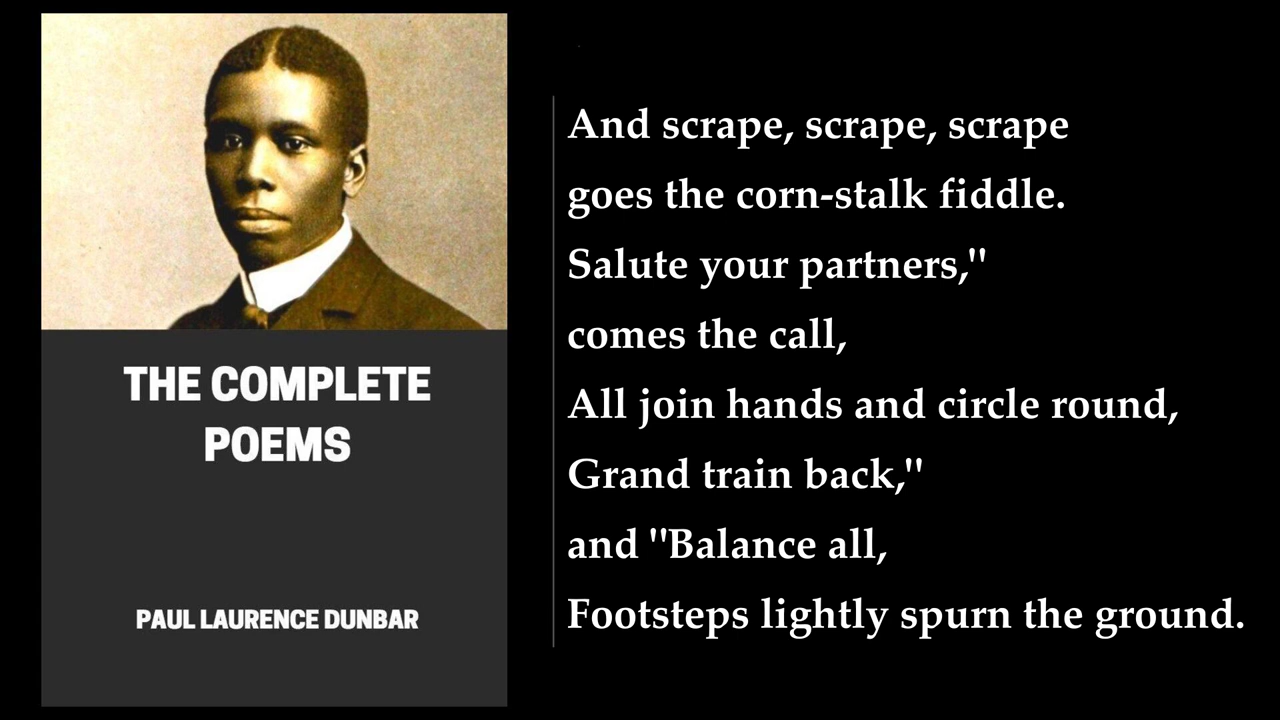 THE COMPLETE
POEMS
PAUL LAURENCE DUNBAR
And scrape, scrape, scrape
goes the corn-stalk fiddle.
Salute your partners,"
comes the call,
All join hands and circle round,
Grand train back,"
and "Balance all,
Footsteps lightly spurn the ground.